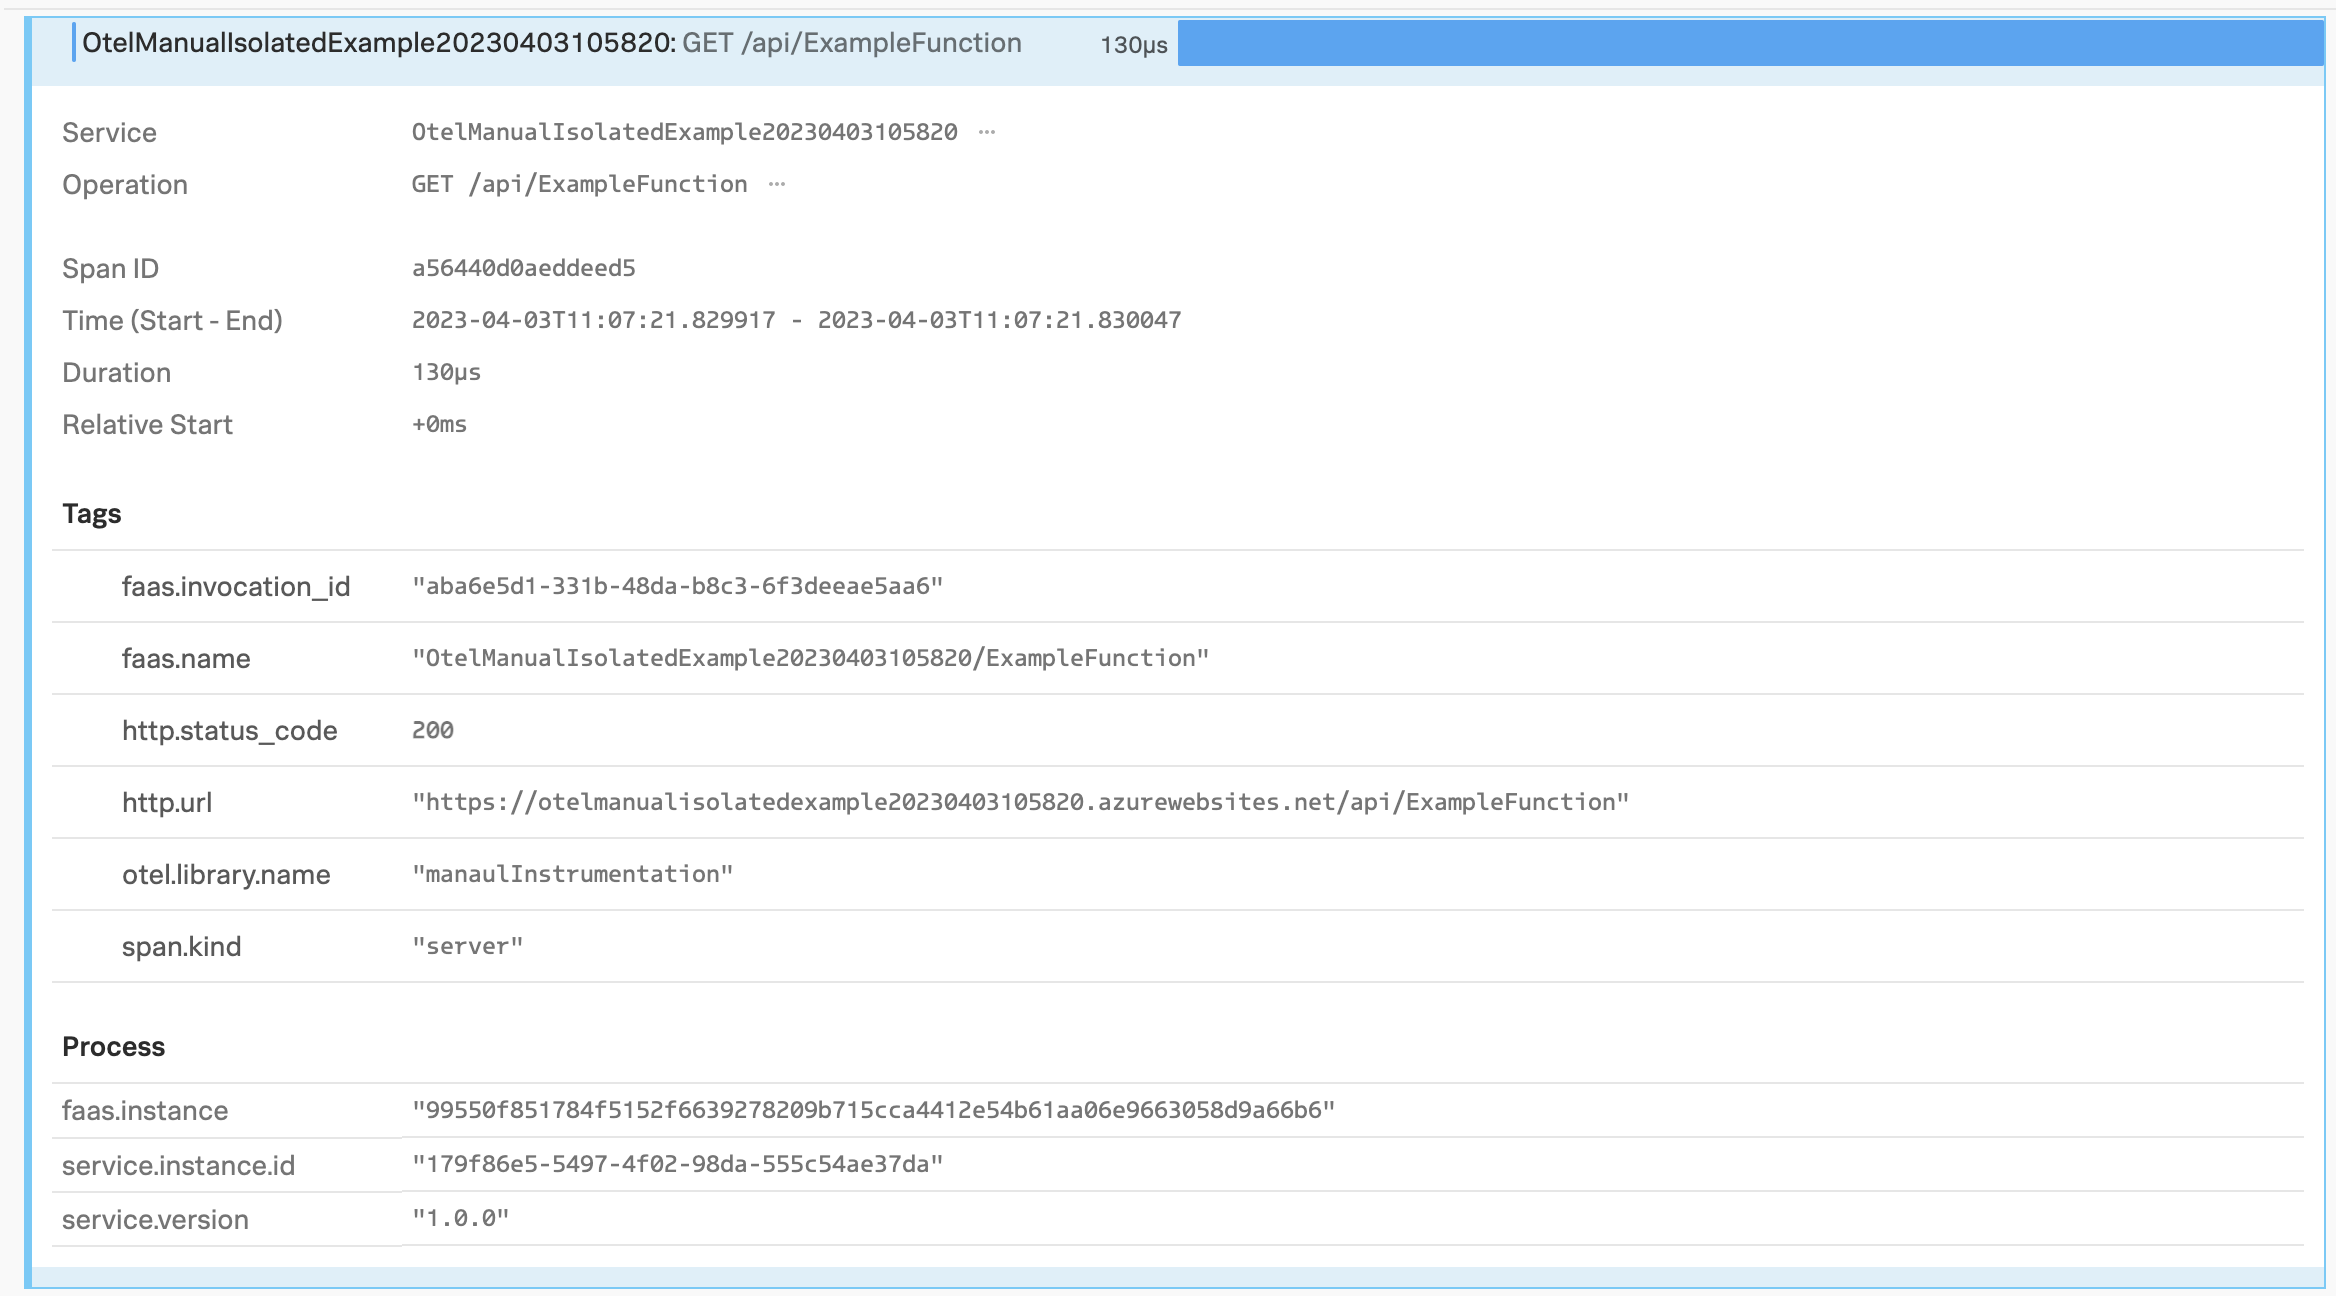 OtelManualIsolatedExample20230403105820: GET /api/ExampleFunction 130μs
Service OtelManualIsolatedExample20230403105820 ···
Operation GET /api/ExampleFunction ···
Span ID a56440d0aeddeed5
Time (Start - End) 2023-04-03T11:07:21.829917 - 2023-04-03T11:07:21.830047
Duration 130μs
Relative Start +0ms
Tags
faas.invocation_id "aba6e5d1-331b-48da-b8c3-6f3deeae5aa6"
faas.name "OtelManualIsolatedExample20230403105820/ExampleFunction"
http.status_code 200
http.url "https://otelmanualisolatedexample20230403105820.azurewebsites.net/api/ExampleFunction"
otel.library.name "manaulInstrumentation"
span.kind "server"
Process
faas.instance "99550f851784f5152f6639278209b715cca4412e54b61aa06e9663058d9a66b6"
service.instance.id "179f86e5-5497-4f02-98da-555c54ae37da"
service.version "1.0.0"